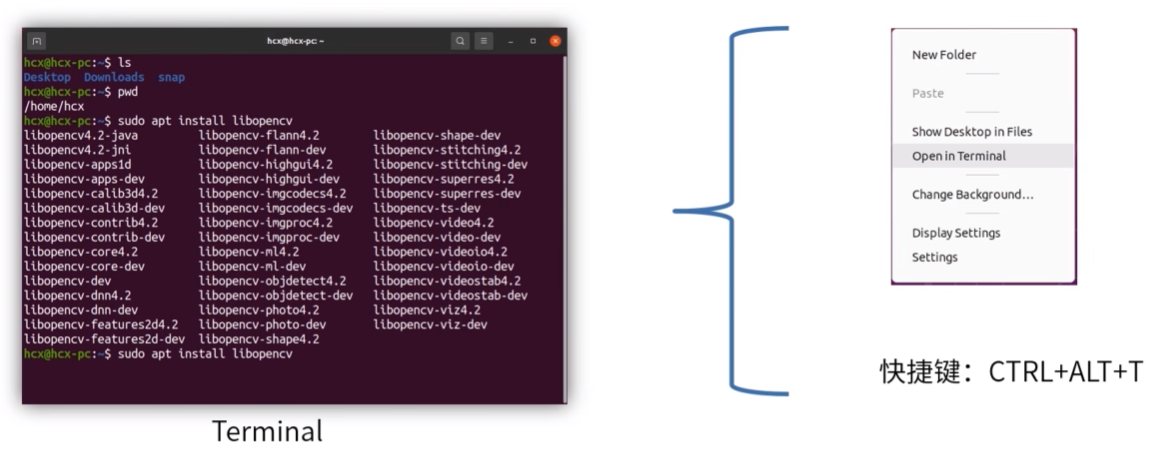 hcx@hcx-pc: ~
hcx@hcx-pc:~$ ls
Desktop Downloads snap
hcx@hcx-pc:~$ pwd
/home/hcx
hcx@hcx-pc:~$ sudo apt install libopencv
libopencv4.2-java libopencv-flann4.2 libopencv-shape-dev
libopencv4.2-jni libopencv-flann-dev libopencv-stitching4.2
libopencv-apps1d libopencv-highgui4.2 libopencv-stitching-dev
libopencv-apps-dev libopencv-highgui-dev libopencv-superres4.2
libopencv-calib3d4.2 libopencv-imgcodecs4.2 libopencv-superres-dev
libopencv-calib3d-dev libopencv-imgcodecs-dev libopencv-ts-dev
libopencv-contrib4.2 libopencv-imgproc4.2 libopencv-video4.2
libopencv-contrib-dev libopencv-imgproc-dev libopencv-video-dev
libopencv-core4.2 libopencv-ml4.2 libopencv-videoio4.2
libopencv-core-dev libopencv-ml-dev libopencv-videoio-dev
libopencv-dev libopencv-objdetect4.2 libopencv-videostab4.2
libopencv-dnn4.2 libopencv-objdetect-dev libopencv-videostab-dev
libopencv-dnn-dev libopencv-photo4.2 libopencv-viz4.2
libopencv-features2d4.2 libopencv-photo-dev libopencv-viz-dev
libopencv-features2d-dev libopencv-shape4.2
hcx@hcx-pc:~$ sudo apt install libopencv
Terminal
New Folder
Paste
Show Desktop in Files
Open in Terminal
Change Background…
Display Settings
Settings
快捷键：CTRL+ALT+T